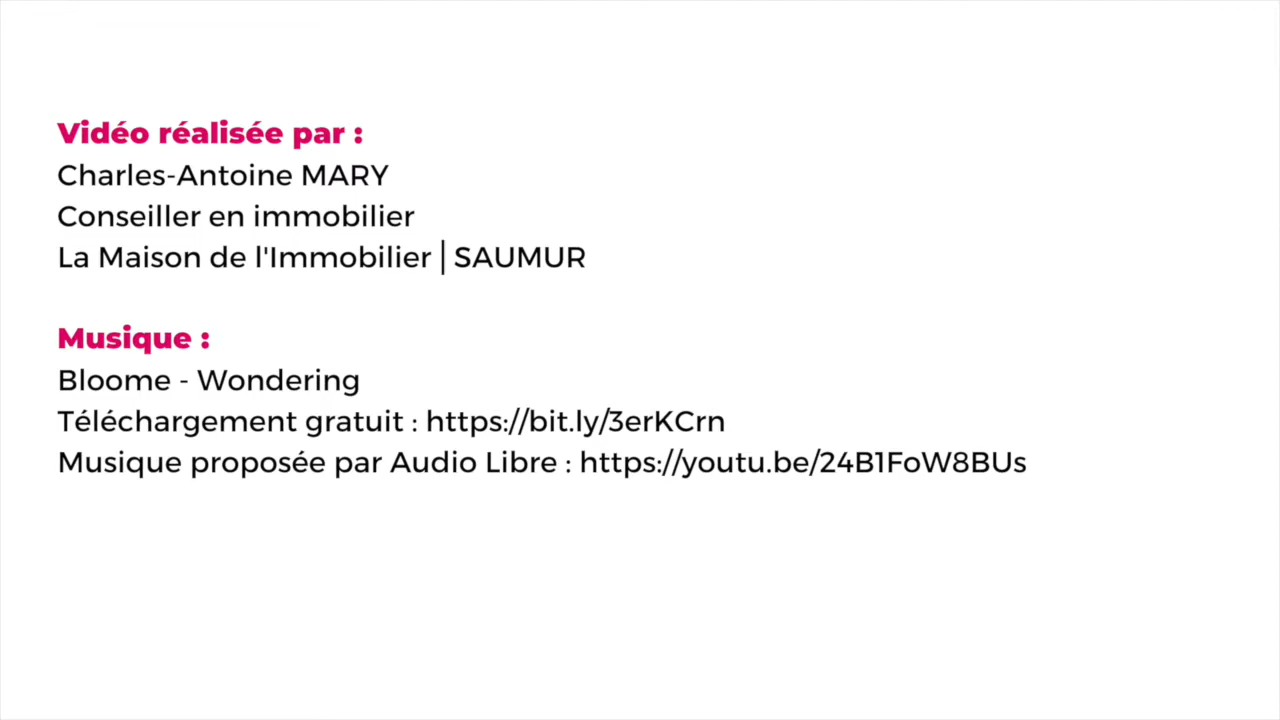 Vidéo réalisée par :
Charles-Antoine MARY
Conseiller en immobilier
La Maison de l'Immobilier | SAUMUR
Musique :
Bloome - Wondering
Téléchargement gratuit : https://bit.ly/3erKCrn
Musique proposée par Audio Libre : https://youtu.be/24B1FoW8BUs